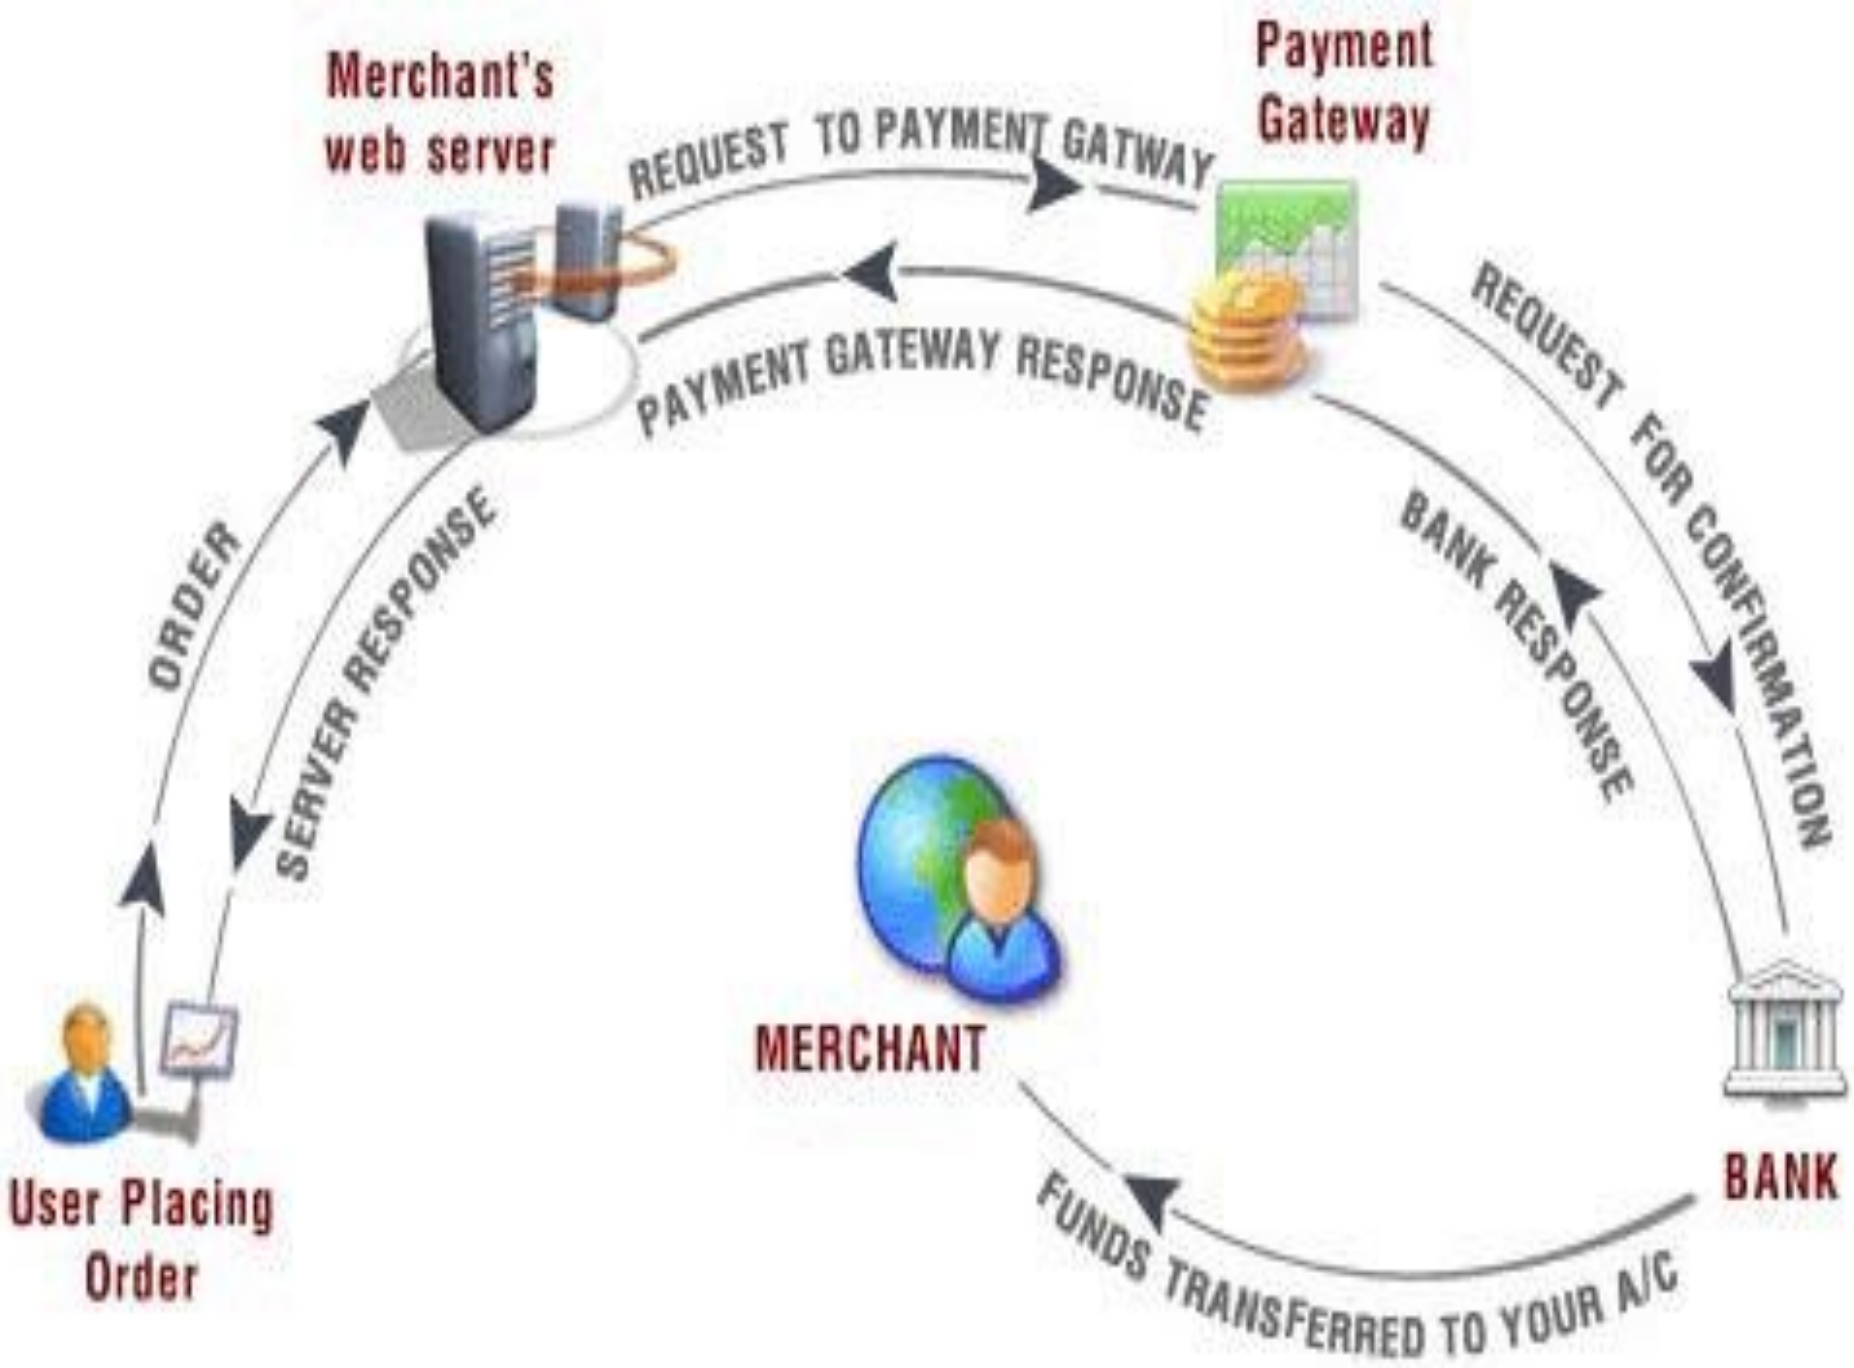 Merchant's
web server
Payment
Gateway
REQUEST TO PAYMENT GATWAY
PAYMENT GATEWAY RESPONSE
REQUEST FOR CONFIRMATION
BANK RESPONSE
ORDER
SERVER RESPONSE
MERCHANT
User Placing
Order
BANK
FUNDS TRANSFERRED TO YOUR A/C